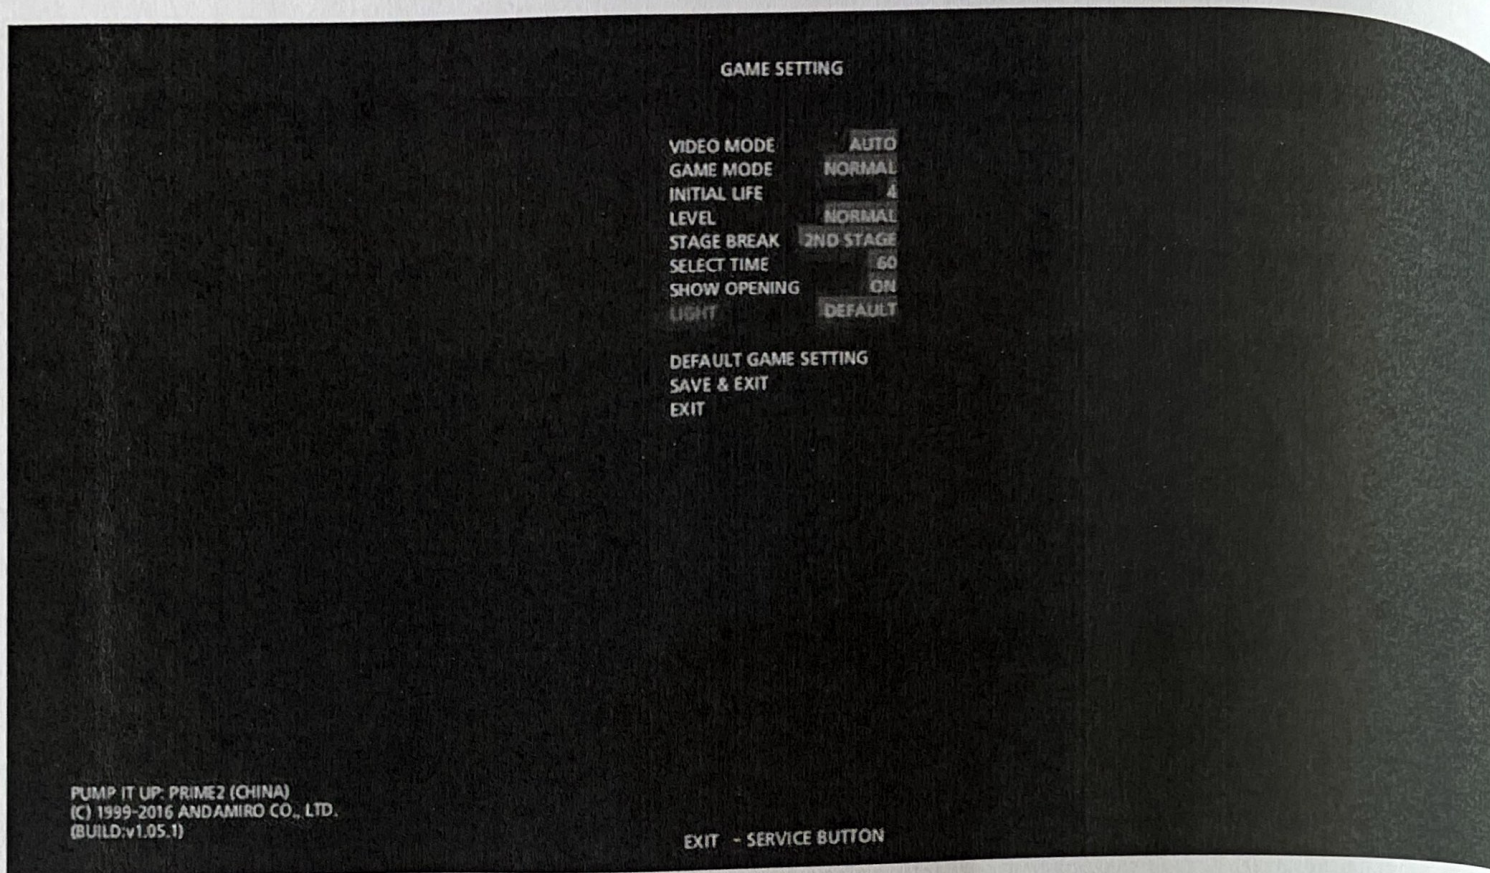 GAME SETTING
VIDEO MODE AUTO
GAME MODE NORMAL
INITIAL LIFE 4
LEVEL NORMAL
STAGE BREAK 2ND STAGE
SELECT TIME 60
SHOW OPENING ON
LIGHT DEFAULT
DEFAULT GAME SETTING
SAVE & EXIT
EXIT
PUMP IT UP: PRIME2 (CHINA)
(C) 1999-2016 ANDAMIRO CO., LTD.
(BUILD:v1.05.1)
EXIT - SERVICE BUTTON